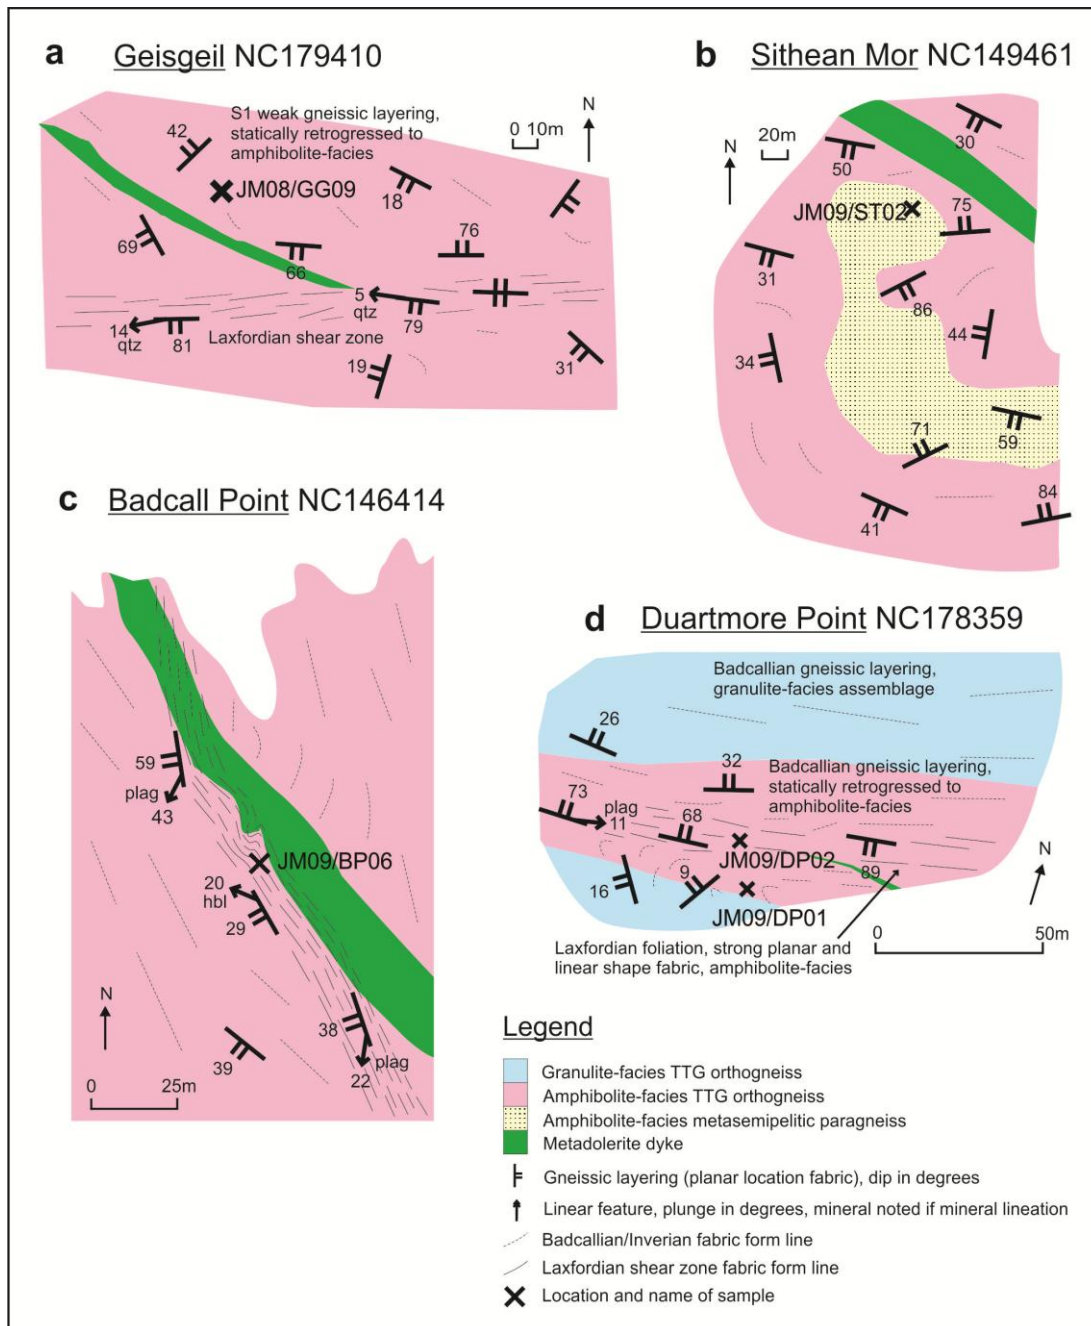 a Geisgeil NC179410
S1 weak gneissic layering,
statically retrogressed to
amphibolite-facies
0 10m
N
42
JM08/GG09
18
69
76
66
5
qtz
79
14
qtz
81
Laxfordian shear zone
19
31
b Sithean Mor NC149461
N
20m
30
50
JM09/ST02
75
31
86
44
34
71
59
41
84
c Badcall Point NC146414
59
plag
43
JM09/BP06
20
hbl
29
N
38
plag
39
22
0 25m
d Duartmore Point NC178359
Badcallian gneissic layering,
granulite-facies assemblage
26
32
Badcallian gneissic layering,
statically retrogressed to
amphibolite-facies
73
plag
11
68
JM09/DP02
89
N
16
9
JM09/DP01
Laxfordian foliation, strong planar and
linear shape fabric, amphibolite-facies
0 50m
Legend
Granulite-facies TTG orthogneiss
Amphibolite-facies TTG orthogneiss
Amphibolite-facies metasemipelitic paragneiss
Metadolerite dyke
Gneissic layering (planar location fabric), dip in degrees
Linear feature, plunge in degrees, mineral noted if mineral lineation
Badcallian/Inverian fabric form line
Laxfordian shear zone fabric form line
Location and name of sample